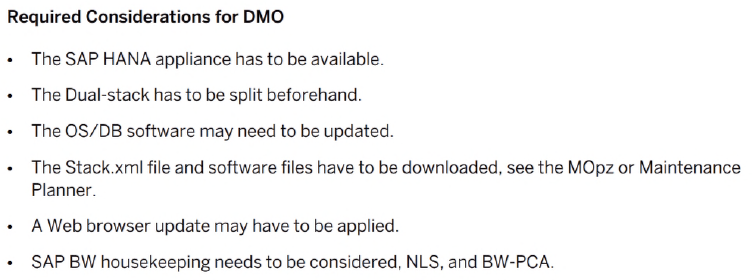 Required Considerations for DMO
• The SAP HANA appliance has to be available.
• The Dual-stack has to be split beforehand.
• The OS/DB software may need to be updated.
• The Stack.xml file and software files have to be downloaded, see the MOpz or Maintenance
Planner.
• A Web browser update may have to be applied.
• SAP BW housekeeping needs to be considered, NLS, and BW-PCA.